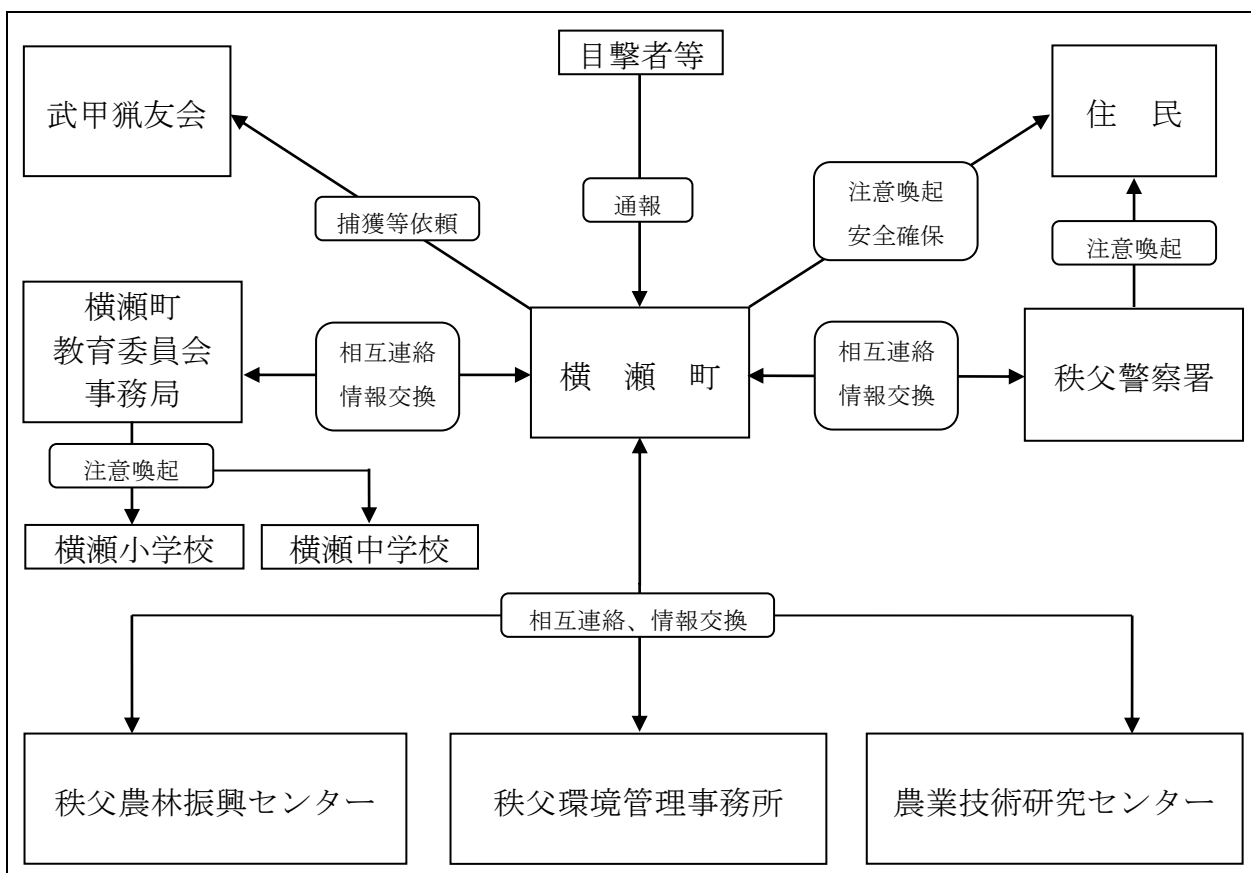 目撃者等
武甲猟友会
住　民
通報
注意喚起
安全確保
捕獲等依頼
注意喚起
横瀬町
教育委員会
事務局
相互連絡
情報交換
横　瀬　町
相互連絡
情報交換
秩父警察署
注意喚起
横瀬小学校
横瀬中学校
相互連絡、情報交換
秩父農林振興センター
秩父環境管理事務所
農業技術研究センター